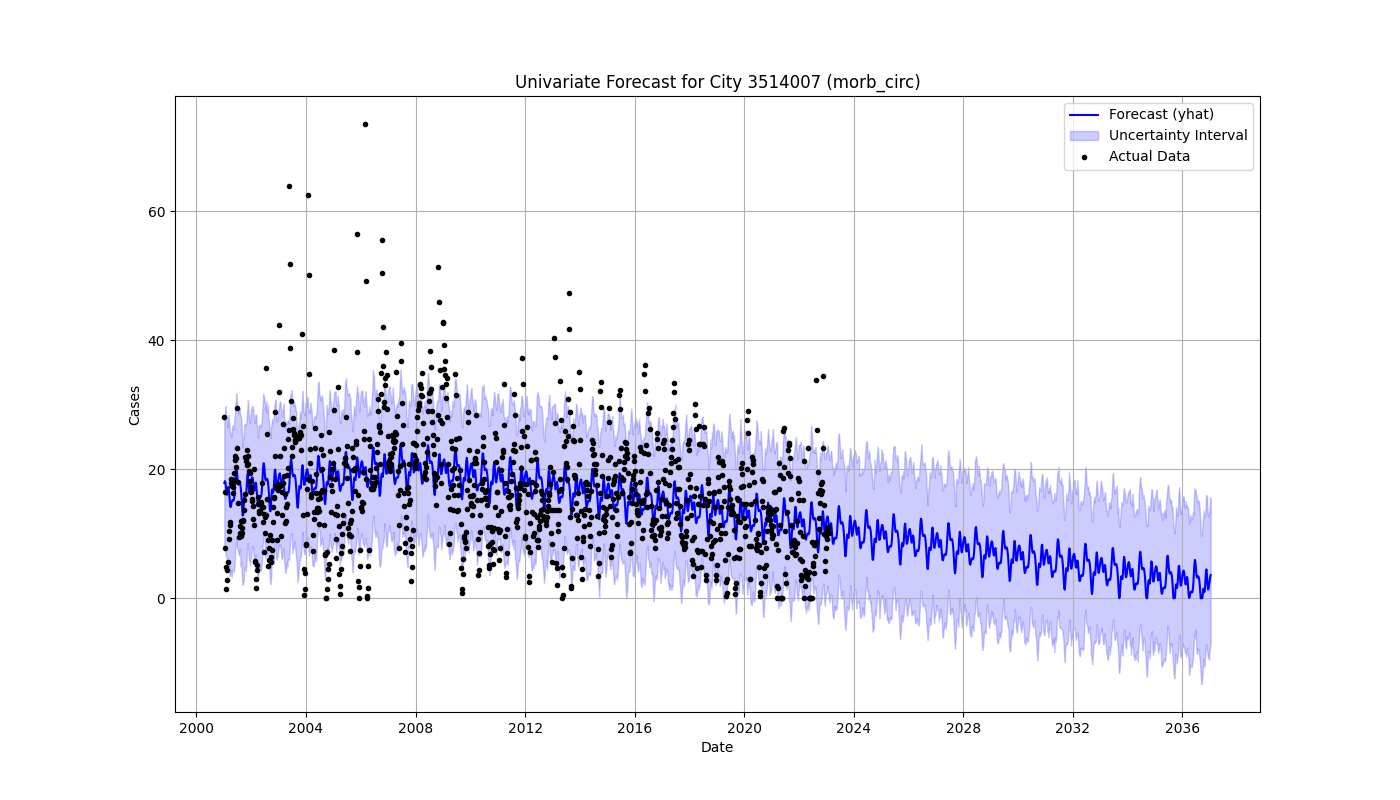 Univariate Forecast for City 3514007 (morb_circ)
Forecast (yhat)
Uncertainty Interval
Actual Data
Cases
60
40
20
0
2000 2004 2008 2012 2016 2020 2024 2028 2032 2036
Date